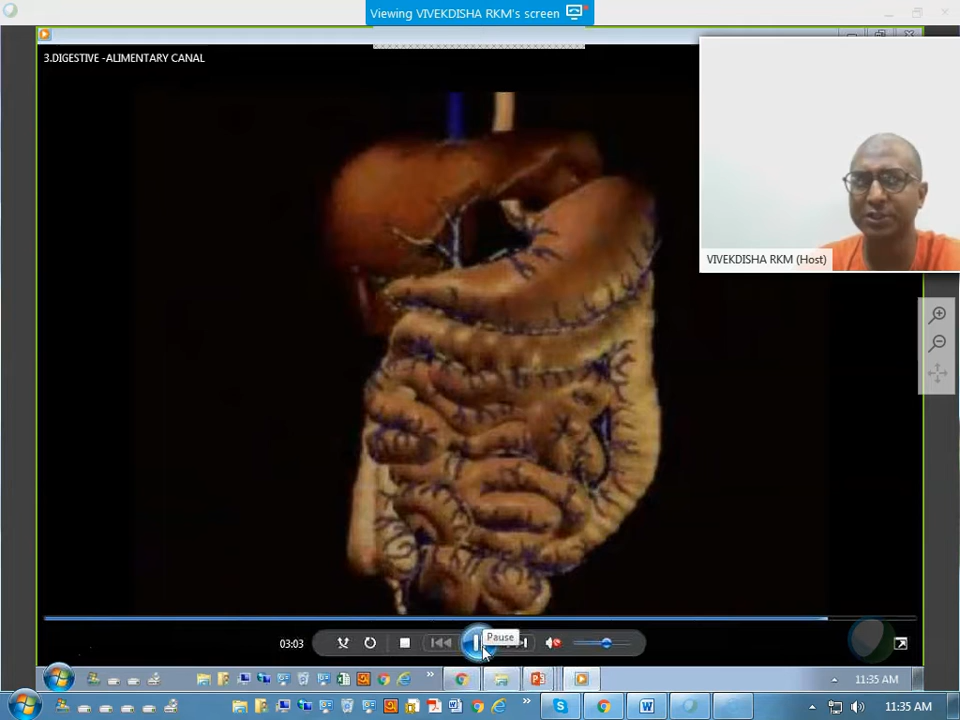 Viewing VIVEKDISHA RKM's screen
3.DIGESTIVE -ALIMENTARY CANAL
VIVEKDISHA RKM (Host)
03:03
Pause
11:35 AM
11:35 AM